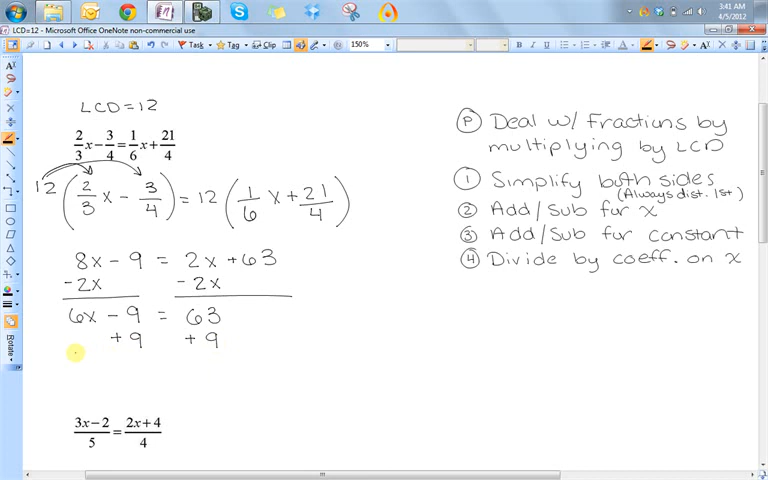 3:41 AM
4/5/2012
LCD=12 - Microsoft OneNote non-commercial use
Task
Tag
Clip
150%
B I U
LCD = 12
2/3 x − 3/4 = 1/6 x + 21/4
12 ( 2/3 x − 3/4 ) = 12 ( 1/6 x + 21/4 )
8x − 9 = 2x + 63
−2x − 2x
6x − 9 = 63
+ 9 + 9
(3x − 2)/5 = (2x + 4)/4
P Deal w/ Fractions by
multiplying by LCD
1 Simplify both sides
(Always dist. 1st)
2 Add/Sub for x
3 Add/Sub for constant
4 Divide by coeff. on x
Rotate